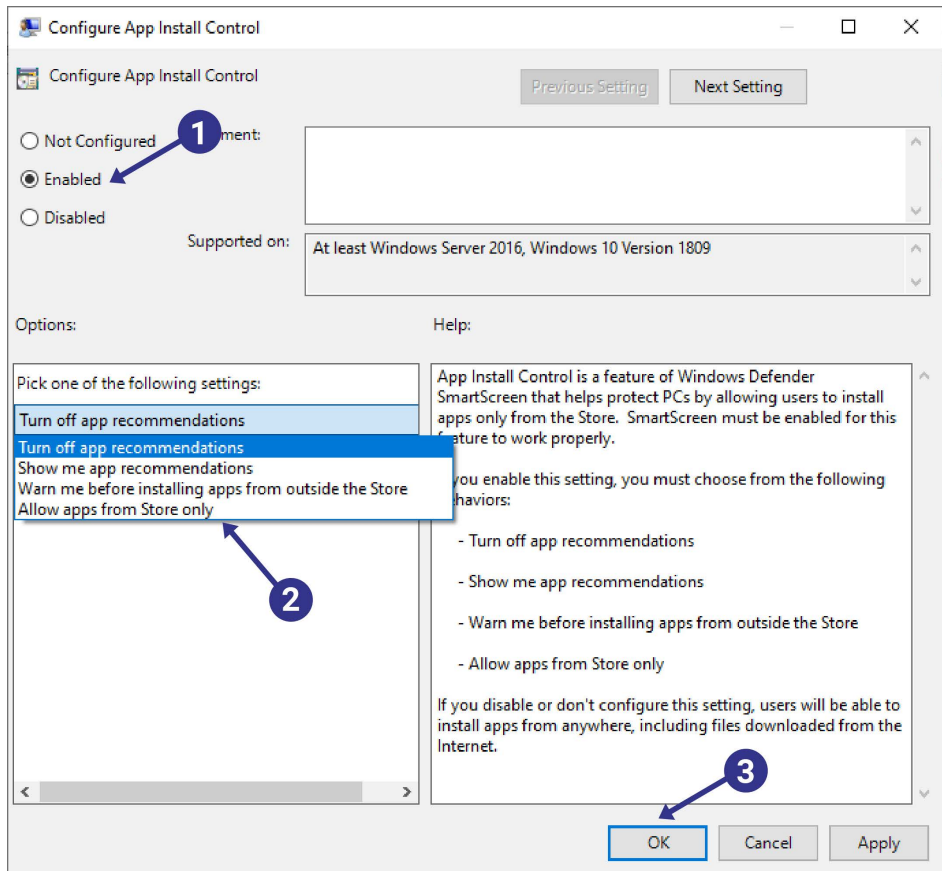 Configure App Install Control
Configure App Install Control
Previous Setting
Next Setting
Not Configured
1
ment:
Enabled
Disabled
Supported on:
At least Windows Server 2016, Windows 10 Version 1809
Options:
Help:
Pick one of the following settings:
Turn off app recommendations
Turn off app recommendations
Show me app recommendations
Warn me before installing apps from outside the Store
Allow apps from Store only
2
App Install Control is a feature of Windows Defender
SmartScreen that helps protect PCs by allowing users to install
apps only from the Store. SmartScreen must be enabled for this
ature to work properly.
you enable this setting, you must choose from the following
haviors:
- Turn off app recommendations
- Show me app recommendations
- Warn me before installing apps from outside the Store
- Allow apps from Store only
If you disable or don't configure this setting, users will be able to
install apps from anywhere, including files downloaded from the
Internet.
3
OK
Cancel
Apply